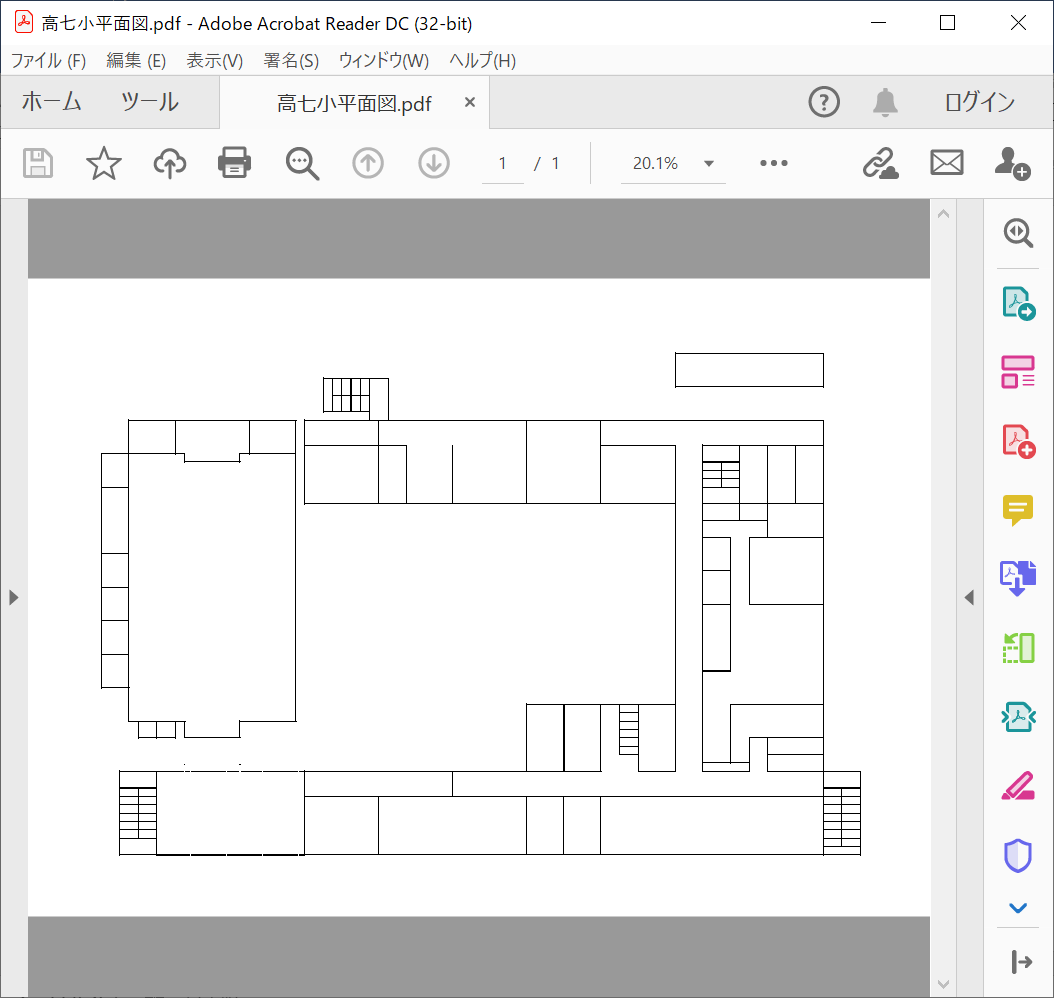 高七小平面図.pdf - Adobe Acrobat Reader DC (32-bit)
ファイル (F) 編集 (E) 表示(V) 署名(S) ウィンドウ(W) ヘルプ(H)
ホーム ツール 高七小平面図.pdf × ? ログイン
1 / 1 20.1%